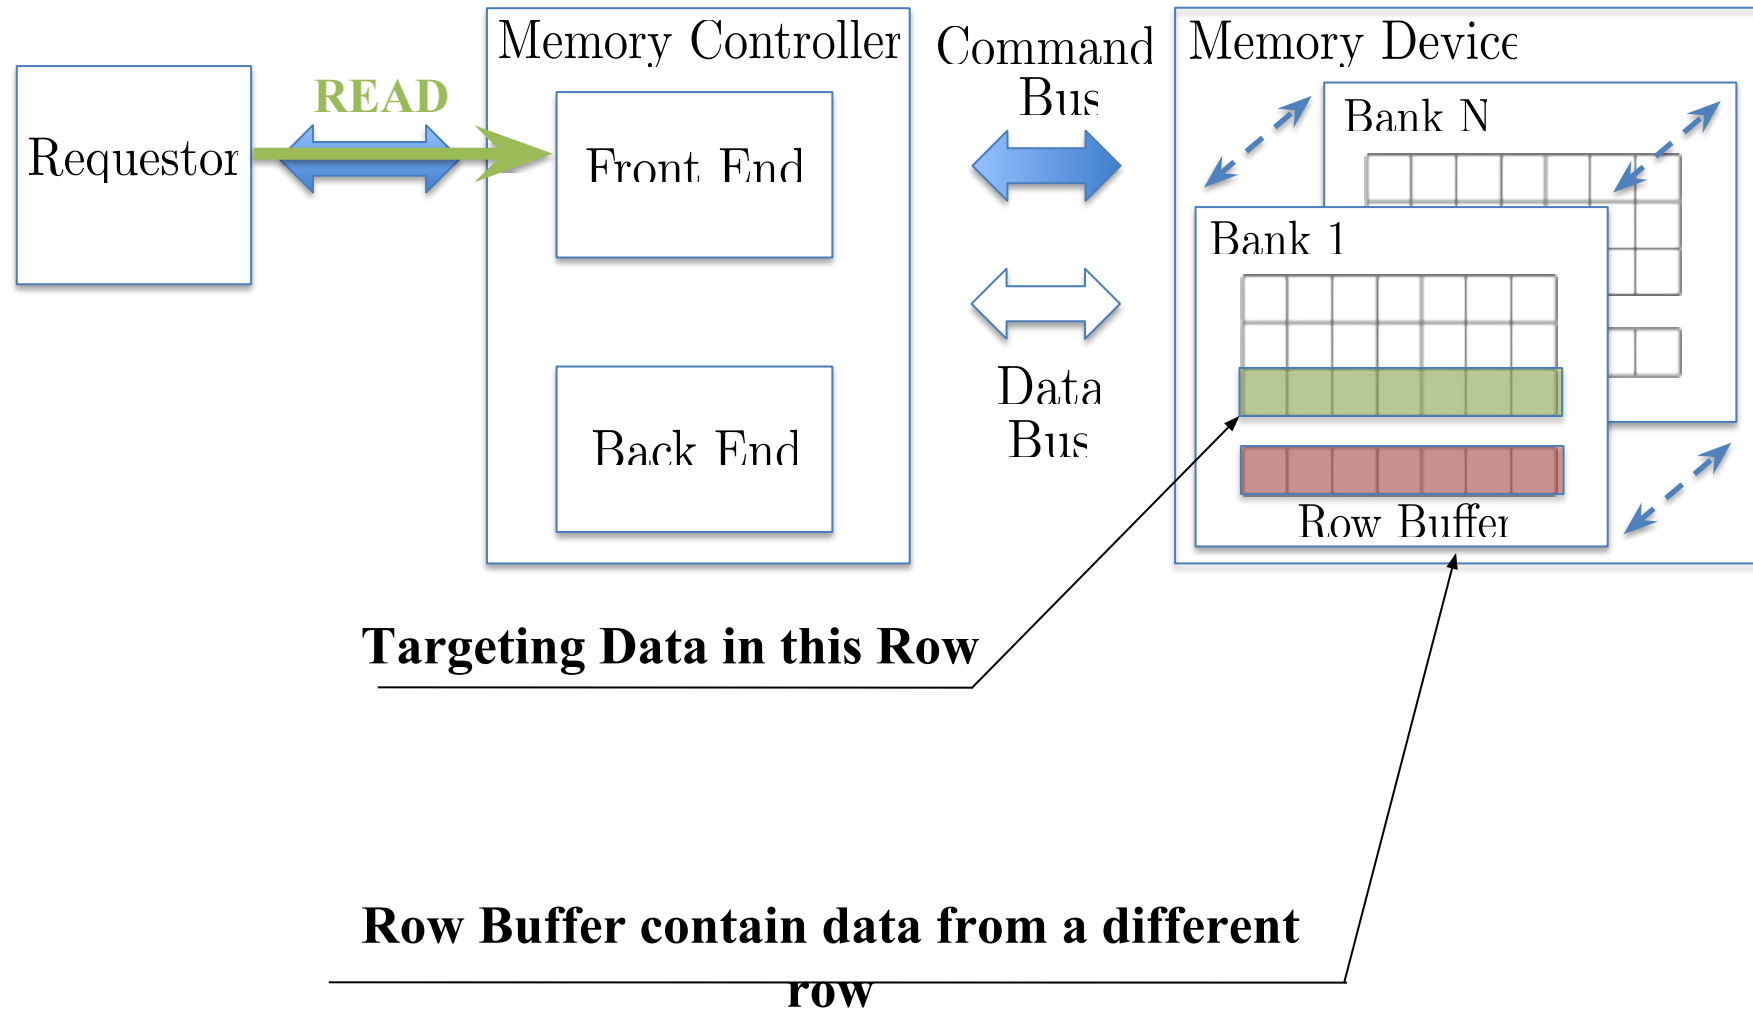 Memory Controller
Command
Bus
Memory Device
READ
Requestor
Front End
Bank N
Bank 1
Data
Bus
Back End
Row Buffer
Targeting Data in this Row
Row Buffer contain data from a different
row